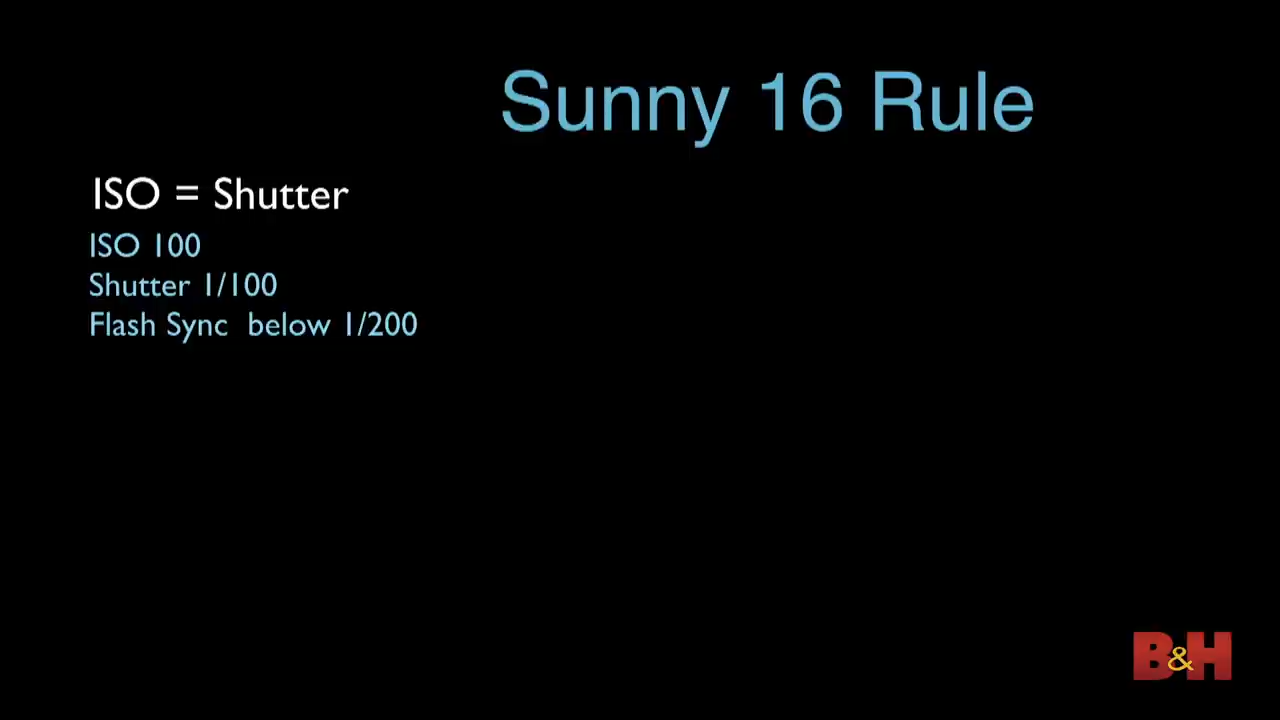 Sunny 16 Rule
ISO = Shutter
ISO 100
Shutter 1/100
Flash Sync below 1/200
B&H